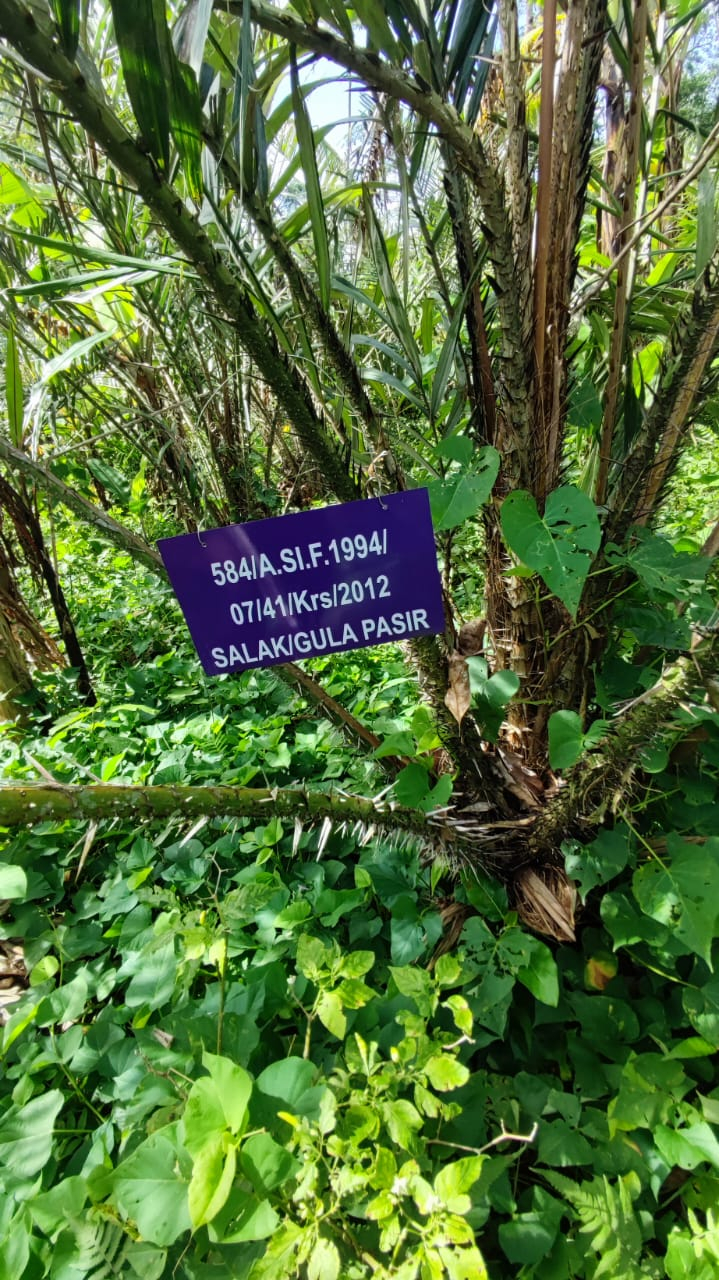 584/A.SI.F.1994/
07/41/Krs/2012
SALAK/GULA PASIR